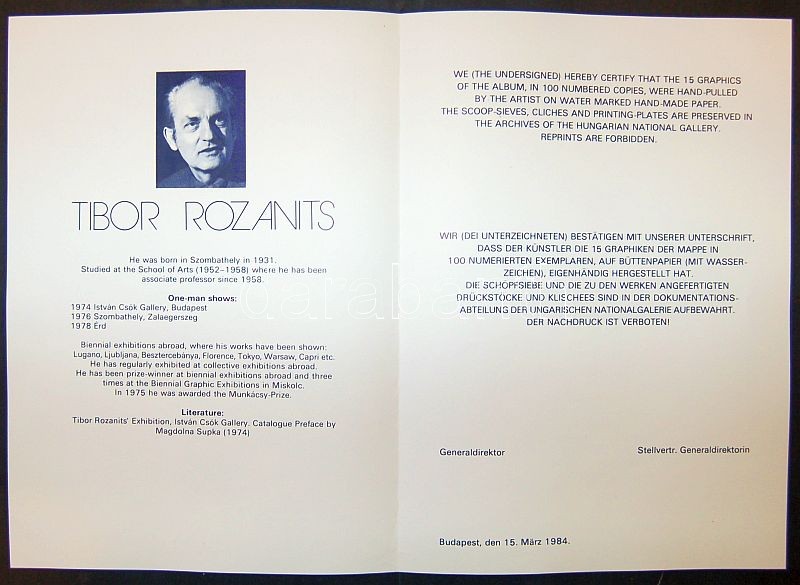 TIBOR ROZANITS
He was born in Szombathely in 1931.
Studied at the School of Arts (1952–1958) where he has been
associate professor since 1958.
One-man shows:
1974 István Csók Gallery, Budapest
1976 Szombathely, Zalaegerszeg
1978 Érd
Biennial exhibitions abroad, where his works have been shown:
Lugano, Ljubljana, Besztercebánya, Florence, Tokyo, Warsaw, Capri etc.
He has regularly exhibited at collective exhibitions abroad.
He has been prize-winner at biennial exhibitions abroad and three
times at the Biennial Graphic Exhibitions in Miskolc.
In 1975 he was awarded the Munkácsy-Prize.
Literature:
Tibor Rozanits' Exhibition, István Csók Gallery. Catalogue Preface by
Magdolna Supka (1974)
WE (THE UNDERSIGNED) HEREBY CERTIFY THAT THE 15 GRAPHICS
OF THE ALBUM, IN 100 NUMBERED COPIES, WERE HAND-PULLED
BY THE ARTIST ON WATER MARKED HAND-MADE PAPER.
THE SCOOP-SIEVES, CLICHES AND PRINTING-PLATES ARE PRESERVED IN
THE ARCHIVES OF THE HUNGARIAN NATIONAL GALLERY.
REPRINTS ARE FORBIDDEN.
WIR (DEI UNTERZEICHNETEN) BESTÄTIGEN MIT UNSERER UNTERSCHRIFT,
DASS DER KÜNSTLER DIE 15 GRAPHIKEN DER MAPPE IN
100 NUMERIERTEN EXEMPLAREN, AUF BÜTTENPAPIER (MIT WASSER-
ZEICHEN), EIGENHÄNDIG HERGESTELLT HAT.
DIE SCHÖPFSIEBE UND DIE ZU DEN WERKEN ANGEFERTIGTEN
DRÜCKSTÖCKE UND KLISCHEES SIND IN DER DOKUMENTATIONS-
ABTEILUNG DER UNGARISCHEN NATIONALGALERIE AUFBEWAHRT.
DER NACHDRUCK IST VERBOTEN!
Generaldirektor
Stellvertr. Generaldirektorin
Budapest, den 15. März 1984.